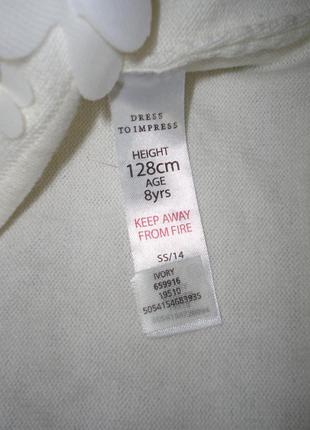 DRESS
TO IMPRESS
HEIGHT
128cm
AGE
8yrs
KEEP AWAY
FROM FIRE
SS/14
IVORY
659916
19510
5054154683935